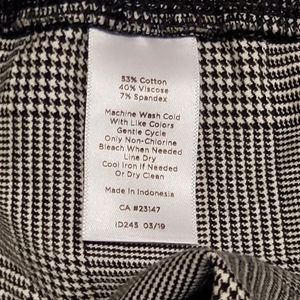 53% Cotton
40% Viscose
7% Spandex
Machine Wash Cold
With Like Colors
Gentle Cycle
Only Non-Chlorine
Bleach When Needed
Line Dry
Cool Iron If Needed
Or Dry Clean
Made in Indonesia
CA #23147
ID243 03/19